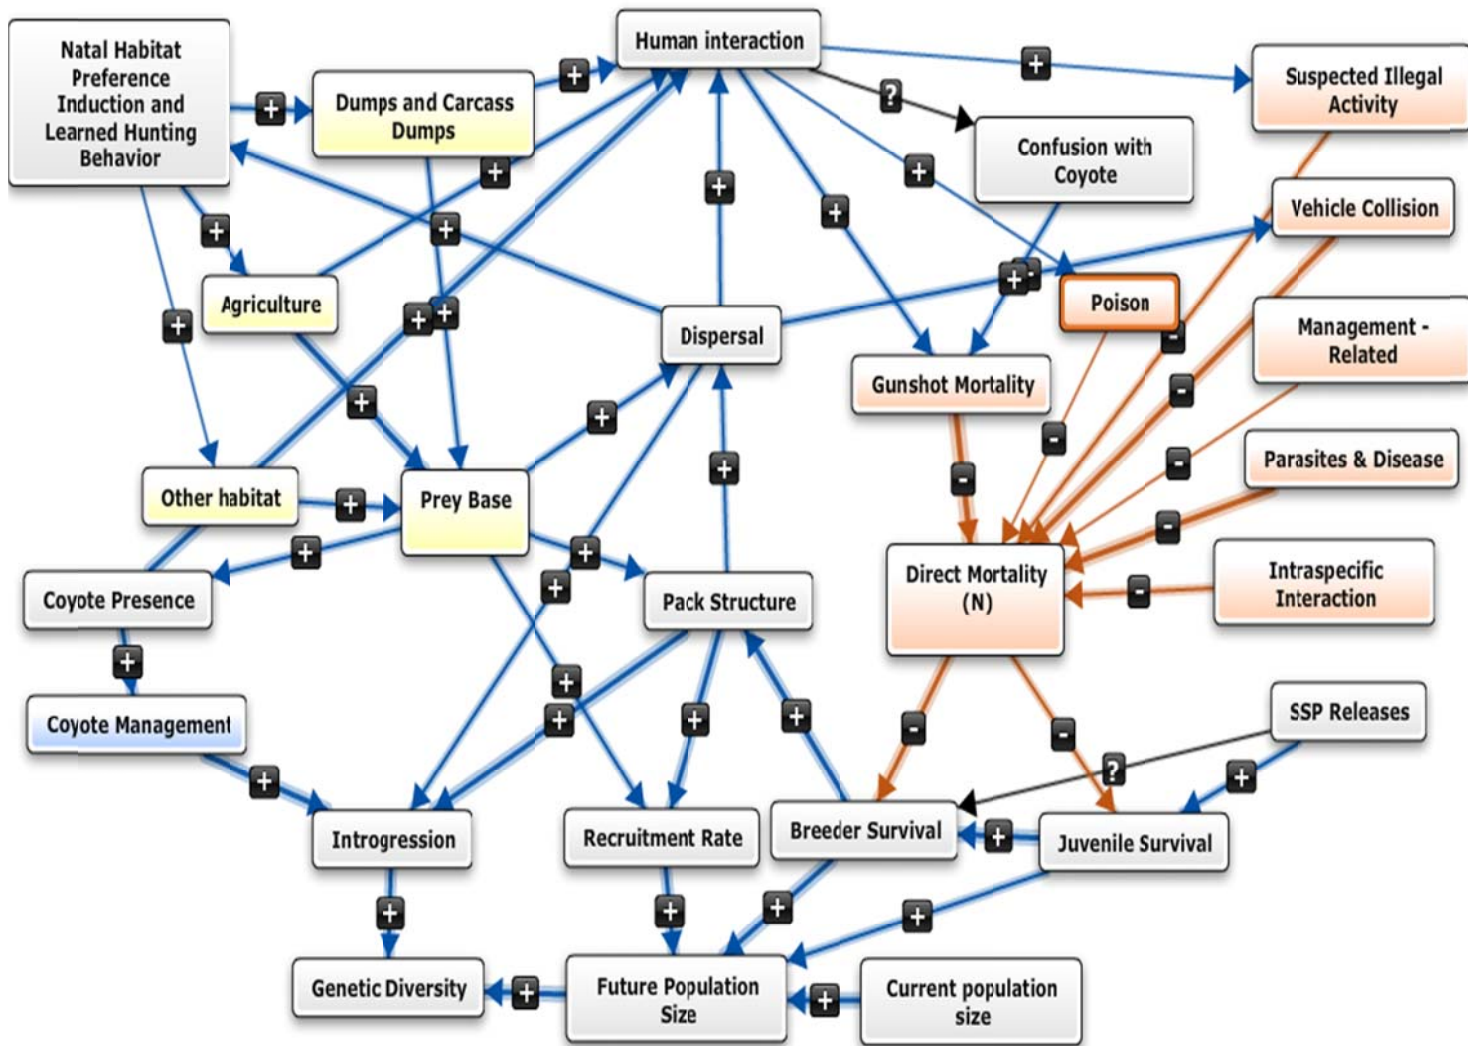 Natal Habitat
Preference
Induction and
Learned Hunting
Behavior
Human interaction
Dumps and Carcass
Dumps
Suspected Illegal
Activity
Confusion with
Coyote
Vehicle Collision
Agriculture
Poison
Dispersal
Management -
Related
Gunshot Mortality
Parasites & Disease
Other habitat
Prey Base
Direct Mortality
(N)
Intraspecific
Interaction
Coyote Presence
Pack Structure
Coyote Management
SSP Releases
Introgression
Recruitment Rate
Breeder Survival
Juvenile Survival
Genetic Diversity
Future Population
Size
Current population
size
+
+
?
+
+
+
+
+
+
+
+
+
+
+
-
-
+
+
-
-
+
+
-
-
+
+
-
+
-
+
+
+
+
+
-
-
?
+
+
+
+
+
+
+
+
+